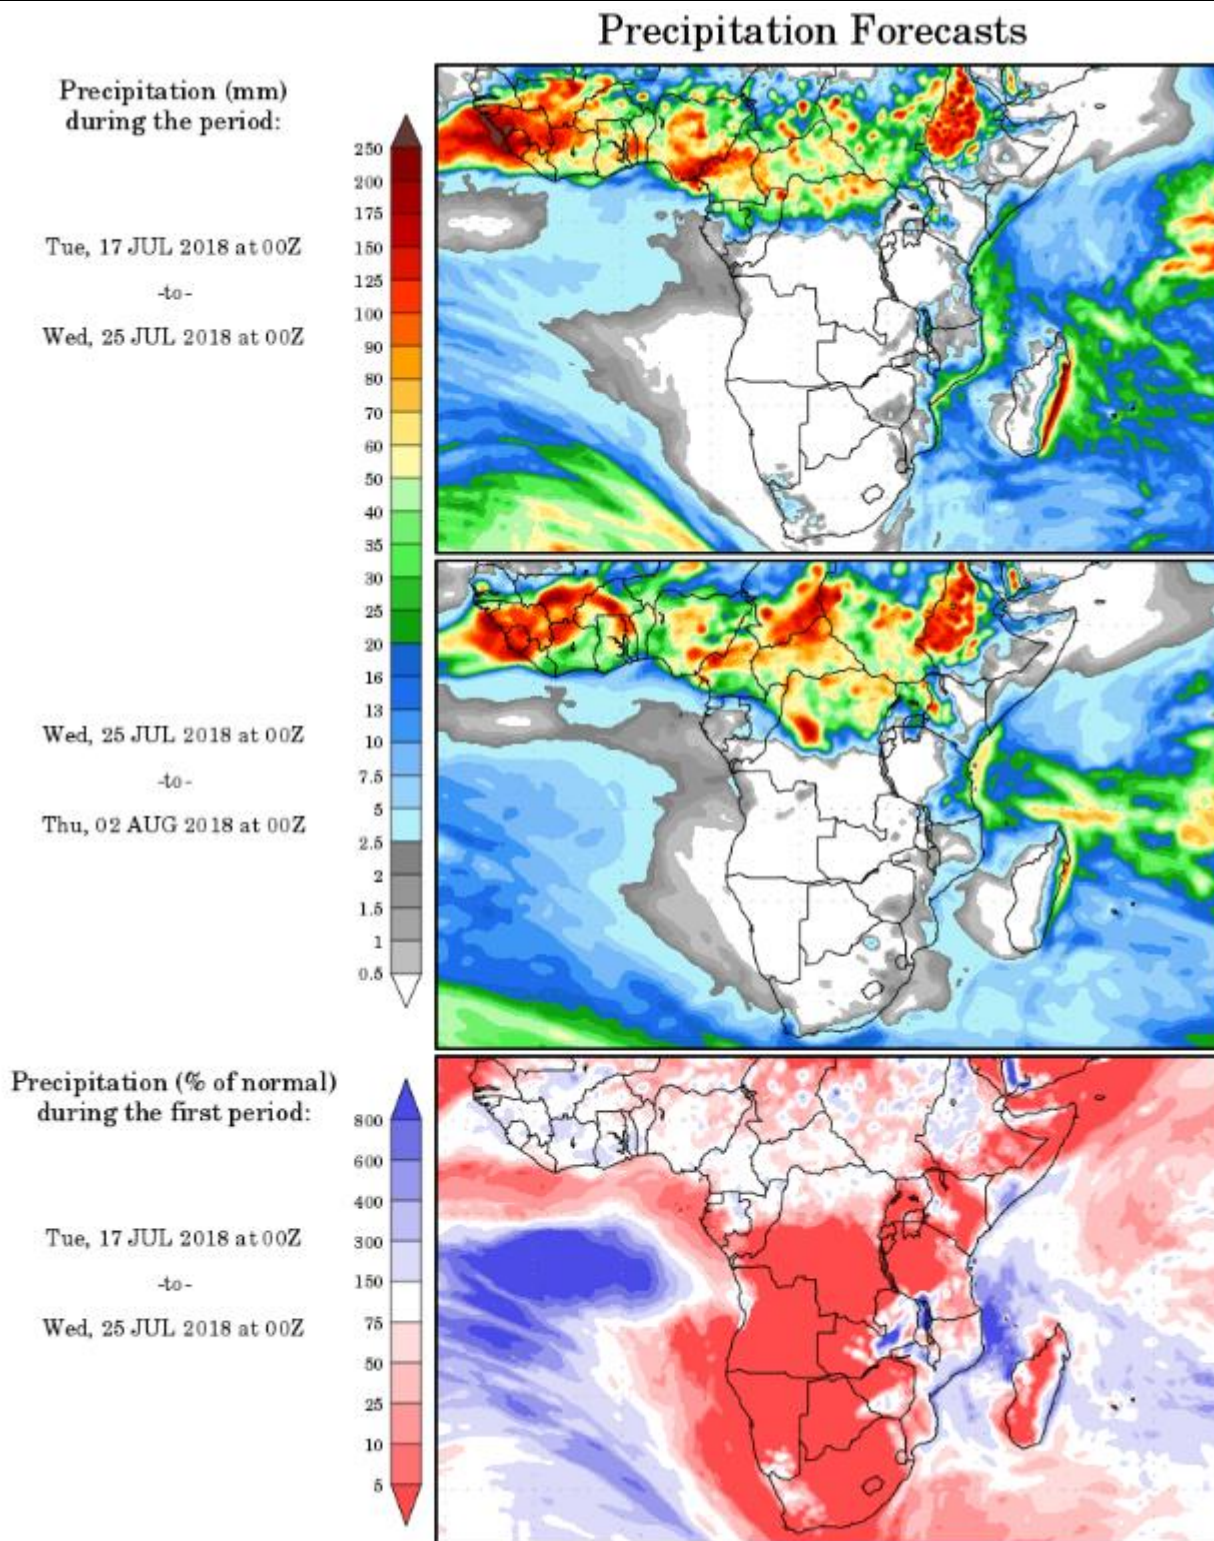 Precipitation Forecasts
Precipitation (mm)
during the period:
Tue, 17 JUL 2018 at 00Z
-to-
Wed, 25 JUL 2018 at 00Z
250
200
175
150
125
100
90
80
70
60
50
40
35
30
25
20
16
13
10
7.5
5
2.5
2
1.5
1
0.5
Wed, 25 JUL 2018 at 00Z
-to-
Thu, 02 AUG 2018 at 00Z
Precipitation (% of normal)
during the first period:
Tue, 17 JUL 2018 at 00Z
-to-
Wed, 25 JUL 2018 at 00Z
800
600
400
300
150
75
50
25
10
5